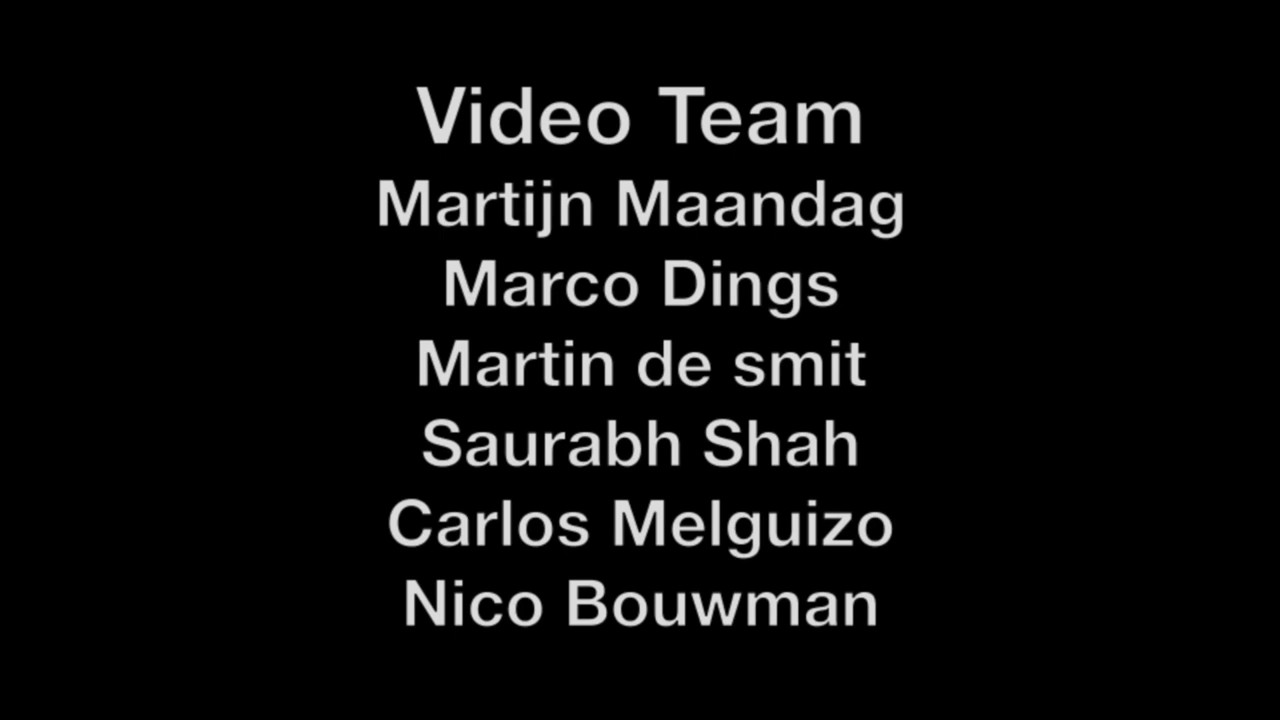 Video Team
Martijn Maandag
Marco Dings
Martin de smit
Saurabh Shah
Carlos Melguizo
Nico Bouwman